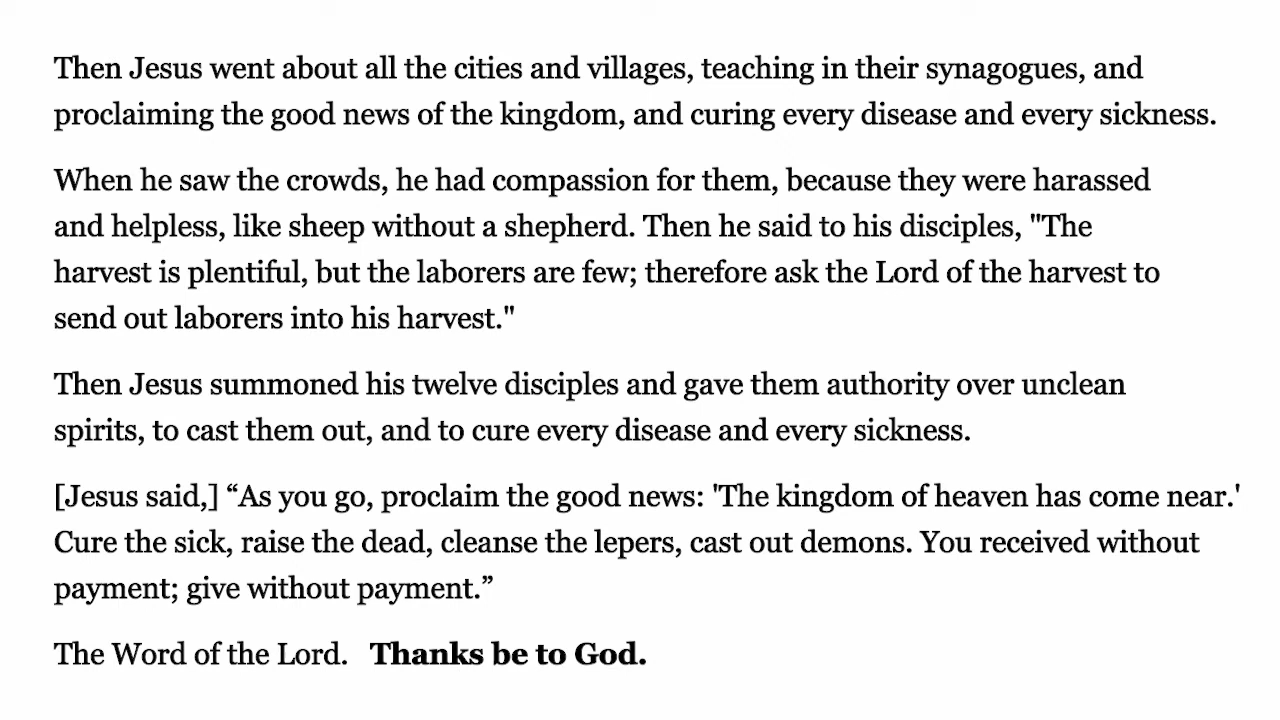 Then Jesus went about all the cities and villages, teaching in their synagogues, and
proclaiming the good news of the kingdom, and curing every disease and every sickness.
When he saw the crowds, he had compassion for them, because they were harassed
and helpless, like sheep without a shepherd. Then he said to his disciples, "The
harvest is plentiful, but the laborers are few; therefore ask the Lord of the harvest to
send out laborers into his harvest."
Then Jesus summoned his twelve disciples and gave them authority over unclean
spirits, to cast them out, and to cure every disease and every sickness.
[Jesus said,] “As you go, proclaim the good news: 'The kingdom of heaven has come near.'
Cure the sick, raise the dead, cleanse the lepers, cast out demons. You received without
payment; give without payment.”
The Word of the Lord. Thanks be to God.